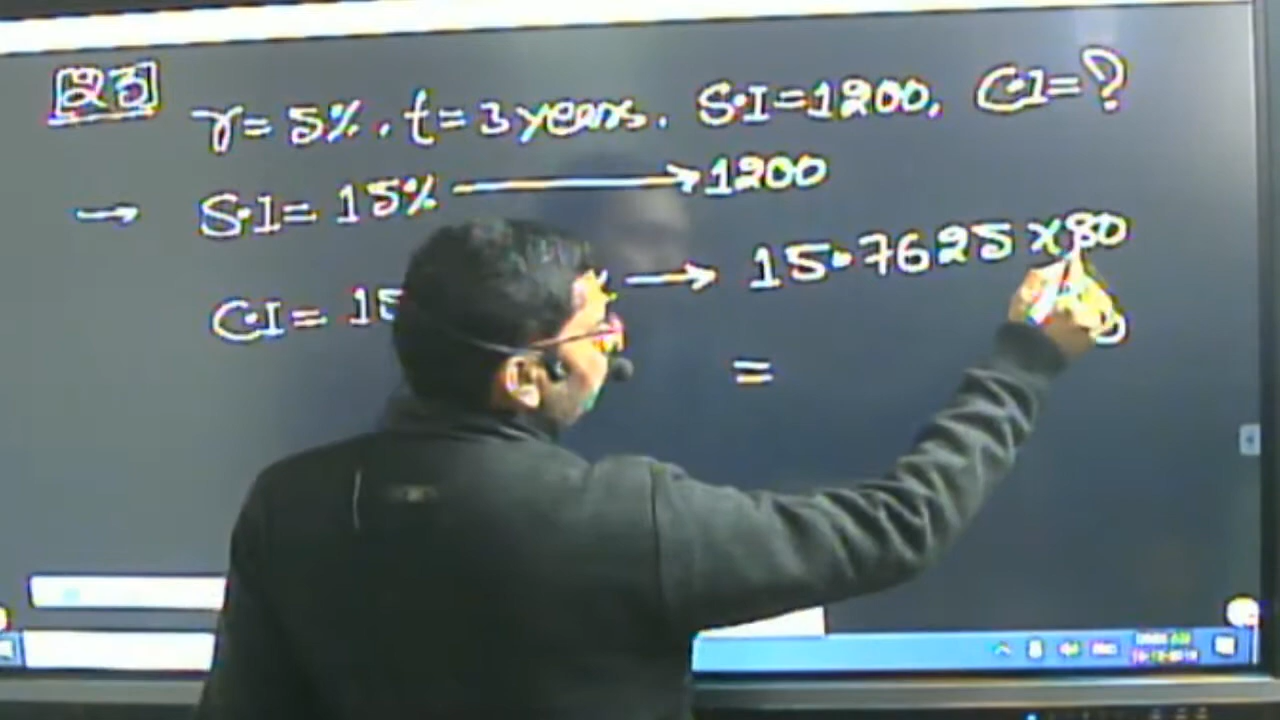 23
r = 5%. t = 3 years. S.I = 1200, C.I = ?
→ S.I = 15% → 1200
C.I = 15 → 15.7625 x 80
=